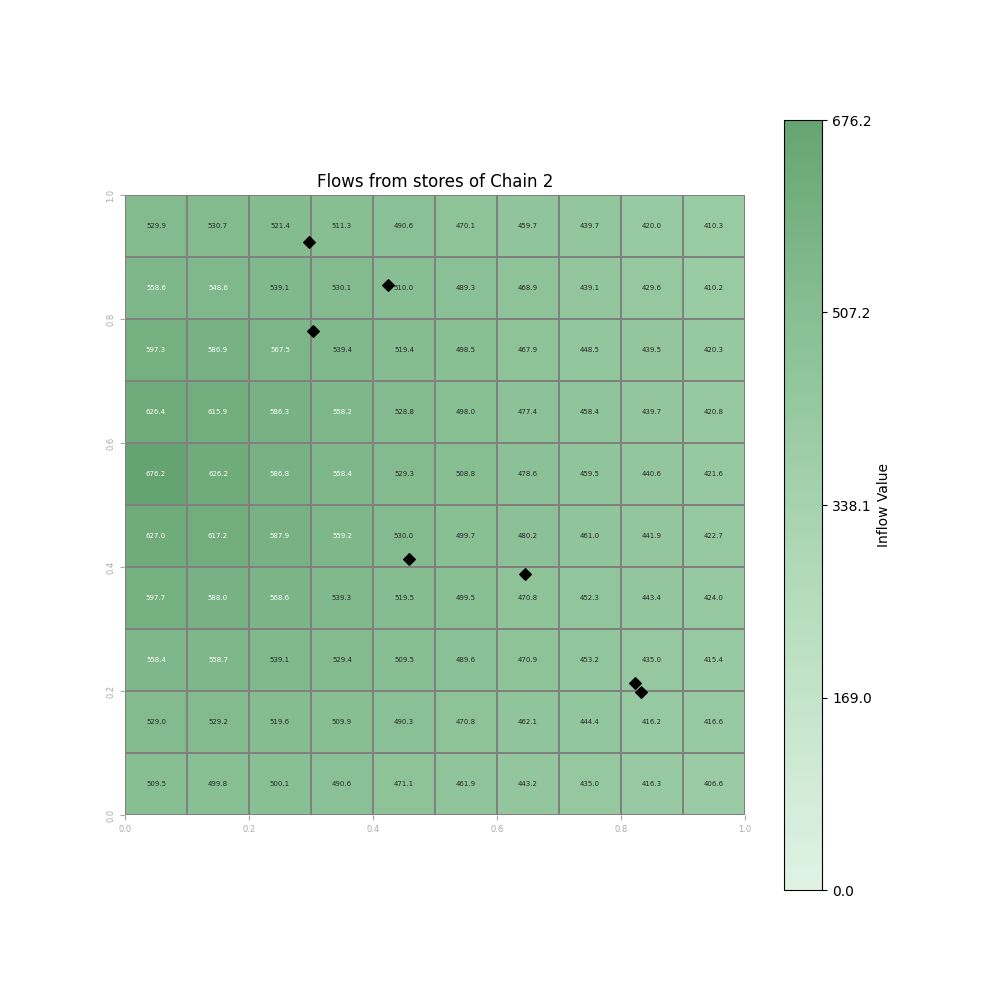 Flows from stores of Chain 2
1.0
529.9 530.7 521.4 511.3 490.6 470.1 459.7 439.7 420.0 410.3
558.6 548.6 539.1 530.1 510.0 489.3 468.9 439.1 429.6 410.2
0.8
597.3 586.9 567.5 539.4 519.4 498.5 467.9 448.5 439.5 420.3
626.4 615.9 586.3 558.2 528.8 498.0 477.4 458.4 439.7 420.8
0.6
676.2 626.2 586.8 558.4 529.3 508.8 478.6 459.5 440.6 421.6
627.0 617.2 587.9 559.2 530.0 499.7 480.2 461.0 441.9 422.7
0.4
597.7 588.0 568.6 539.3 519.5 499.5 470.8 452.3 443.4 424.0
558.4 558.7 539.1 529.4 509.5 489.6 470.9 453.2 435.0 415.4
0.2
529.0 529.2 519.6 509.9 490.3 470.8 462.1 444.4 416.2 416.6
509.5 499.8 500.1 490.6 471.1 461.9 443.2 435.0 416.3 406.6
0.0
0.0 0.2 0.4 0.6 0.8 1.0
676.2
507.2
338.1
169.0
0.0
Inflow Value